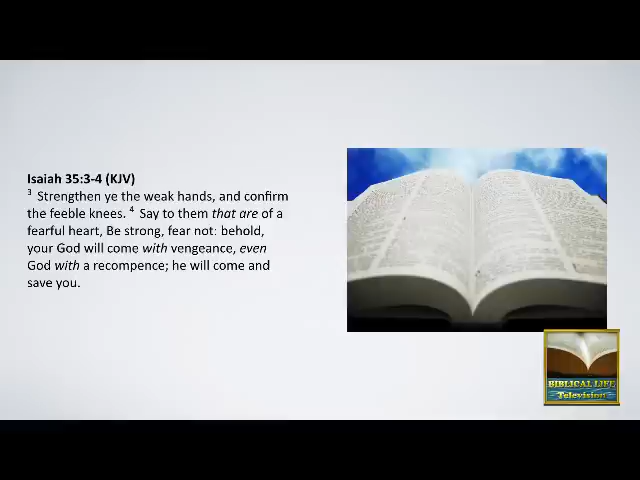 Isaiah 35:3-4 (KJV)
3 Strengthen ye the weak hands, and confirm
the feeble knees. 4 Say to them that are of a
fearful heart, Be strong, fear not: behold,
your God will come with vengeance, even
God with a recompence; he will come and
save you.
BIBLICAL LIFE
Television